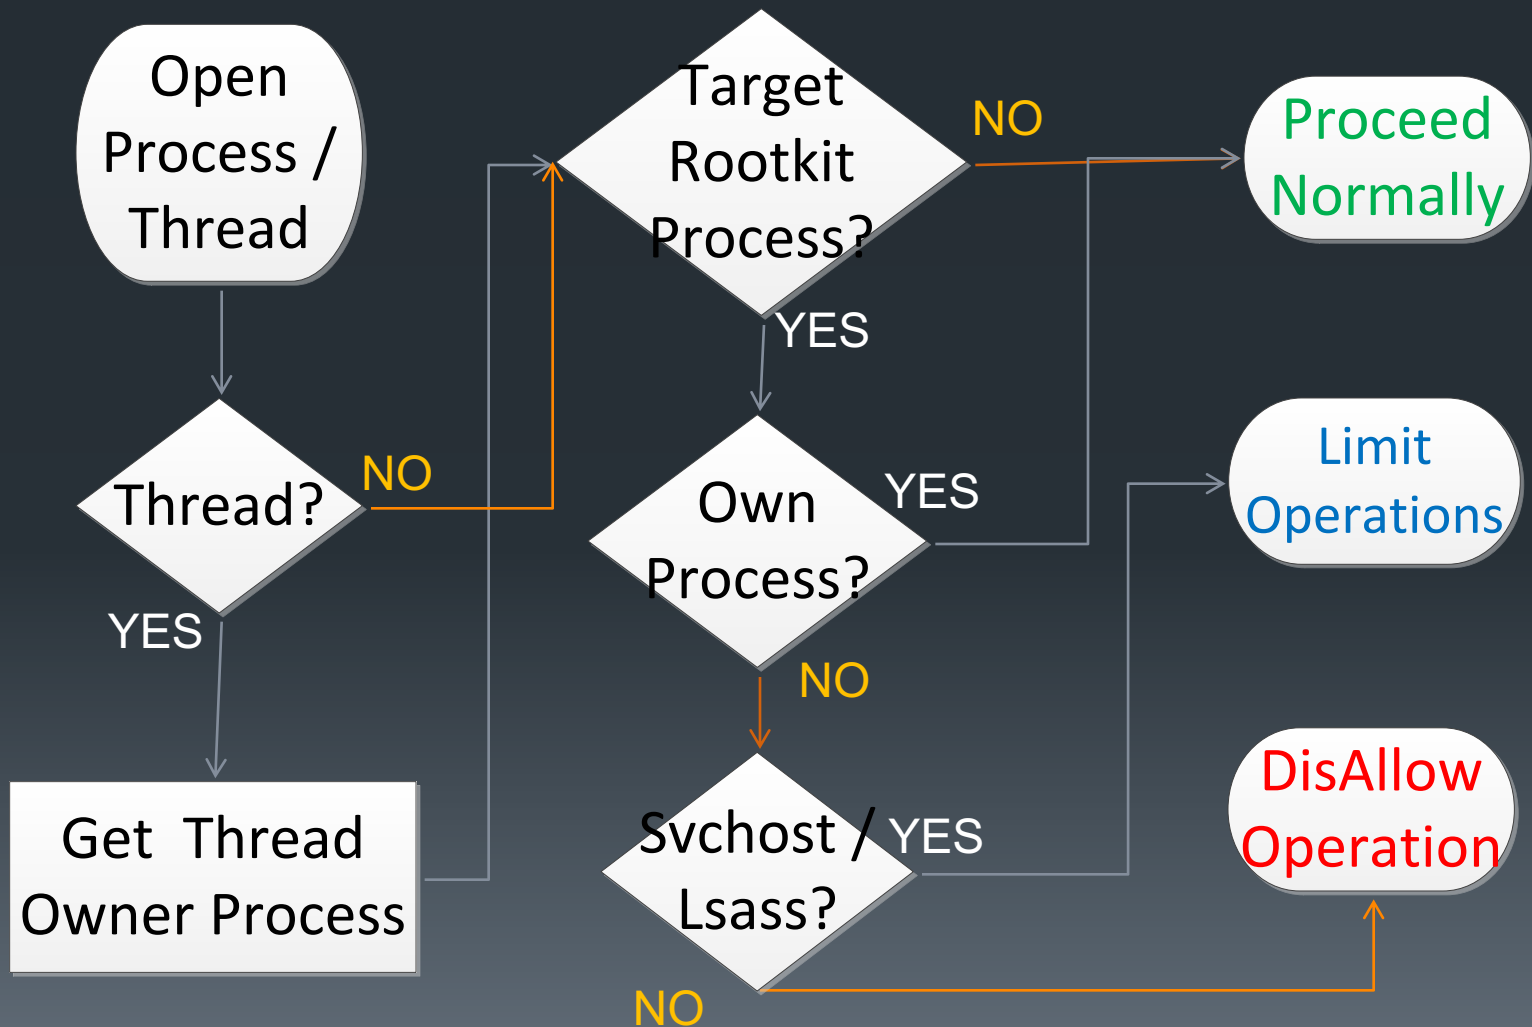 Open
Process /
Thread
Target
Rootkit
Process?
NO
Proceed
Normally
YES
Thread?
NO
Own
Process?
YES
Limit
Operations
YES
NO
Get  Thread
Owner Process
Svchost /
Lsass?
YES
DisAllow
Operation
NO